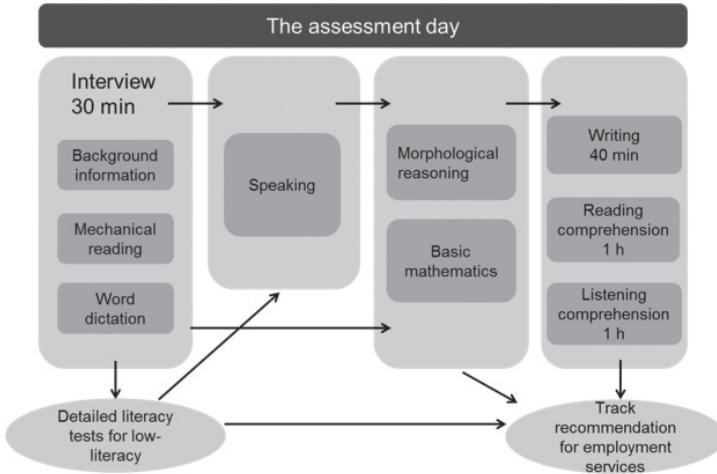 The assessment day
Interview
30 min
Background
information
Mechanical
reading
Word
dictation
Speaking
Morphological
reasoning
Basic
mathematics
Writing
40 min
Reading
comprehension
1 h
Listening
comprehension
1 h
Detailed literacy
tests for low-
literacy
Track
recommendation
for employment
services